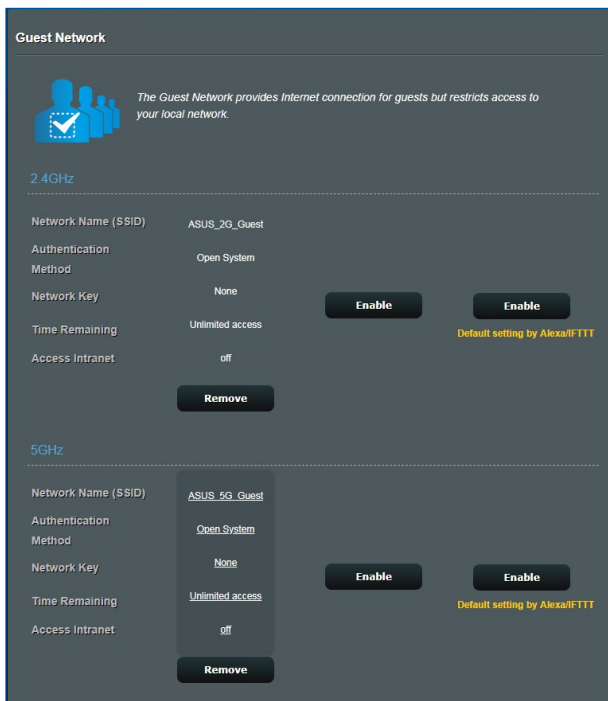 Guest Network
The Guest Network provides Internet connection for guests but restricts access to
your local network.
2.4GHz
Network Name (SSID) ASUS_2G_Guest
Authentication
Method
Open System
Network Key None
Enable Enable
Time Remaining Unlimited access
Default setting by Alexa/IFTTT
Access Intranet off
Remove
5GHz
Network Name (SSID) ASUS_5G_Guest
Authentication
Method
Open System
Network Key None
Enable Enable
Time Remaining Unlimited access
Default setting by Alexa/IFTTT
Access Intranet off
Remove